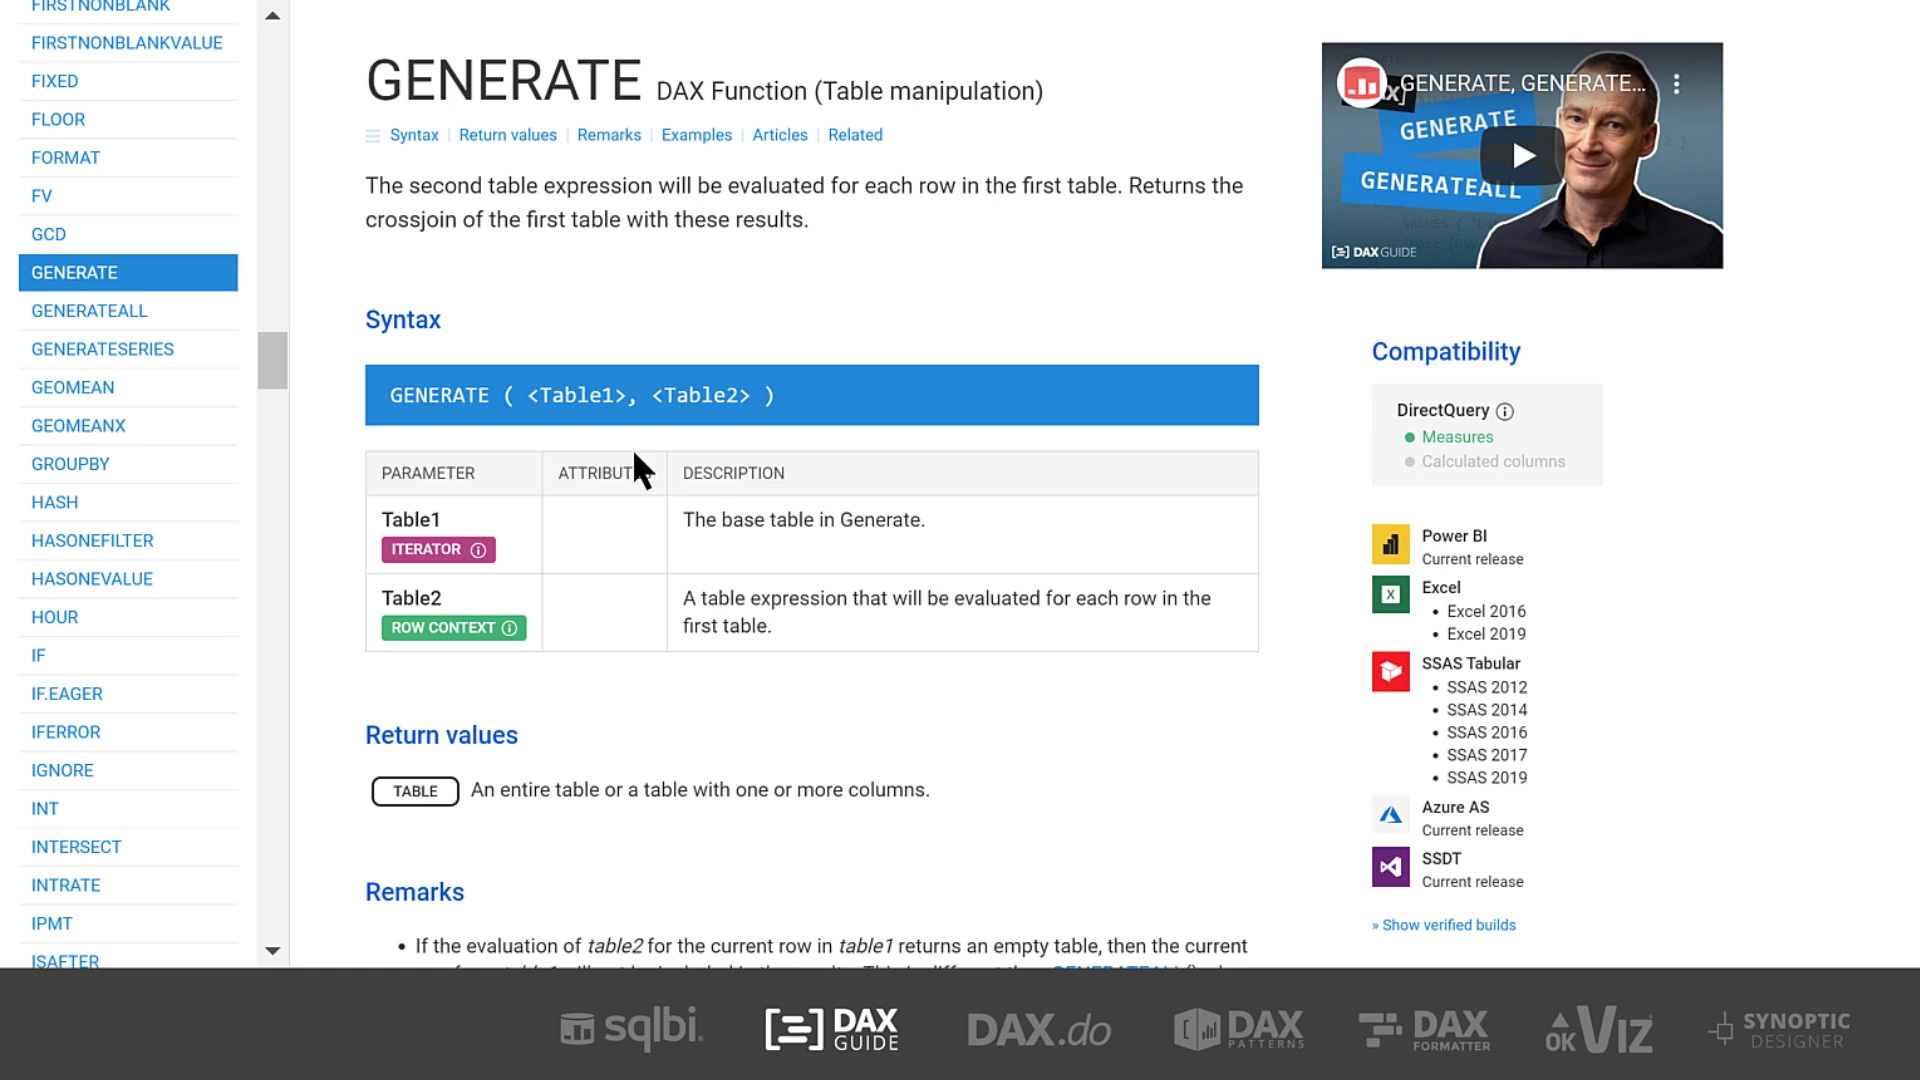 FIRSTNONBLANK
FIRSTNONBLANKVALUE
FIXED
FLOOR
FORMAT
FV
GCD
GENERATE
GENERATEALL
GENERATESERIES
GEOMEAN
GEOMEANX
GROUPBY
HASH
HASONEFILTER
HASONEVALUE
HOUR
IF
IF.EAGER
IFERROR
IGNORE
INT
INTERSECT
INTRATE
IPMT
ISAFTER
GENERATE DAX Function (Table manipulation)
Syntax | Return values | Remarks | Examples | Articles | Related
The second table expression will be evaluated for each row in the first table. Returns the
crossjoin of the first table with these results.
Syntax
GENERATE ( <Table1>, <Table2> )
PARAMETER ATTRIBUT DESCRIPTION
Table1 The base table in Generate.
ITERATOR
Table2 A table expression that will be evaluated for each row in the
ROW CONTEXT first table.
Return values
TABLE An entire table or a table with one or more columns.
Remarks
• If the evaluation of table2 for the current row in table1 returns an empty table, then the current
GENERATE, GENERATE...
GENERATE
GENERATEALL
DAX GUIDE
Compatibility
DirectQuery
Measures
Calculated columns
Power BI
Current release
Excel
• Excel 2016
• Excel 2019
SSAS Tabular
• SSAS 2012
• SSAS 2014
• SSAS 2016
• SSAS 2017
• SSAS 2019
Azure AS
Current release
SSDT
Current release
» Show verified builds
sqlbi.
DAX GUIDE
DAX.do
DAX PATTERNS
DAX FORMATTER
OK VIZ
SYNOPTIC DESIGNER